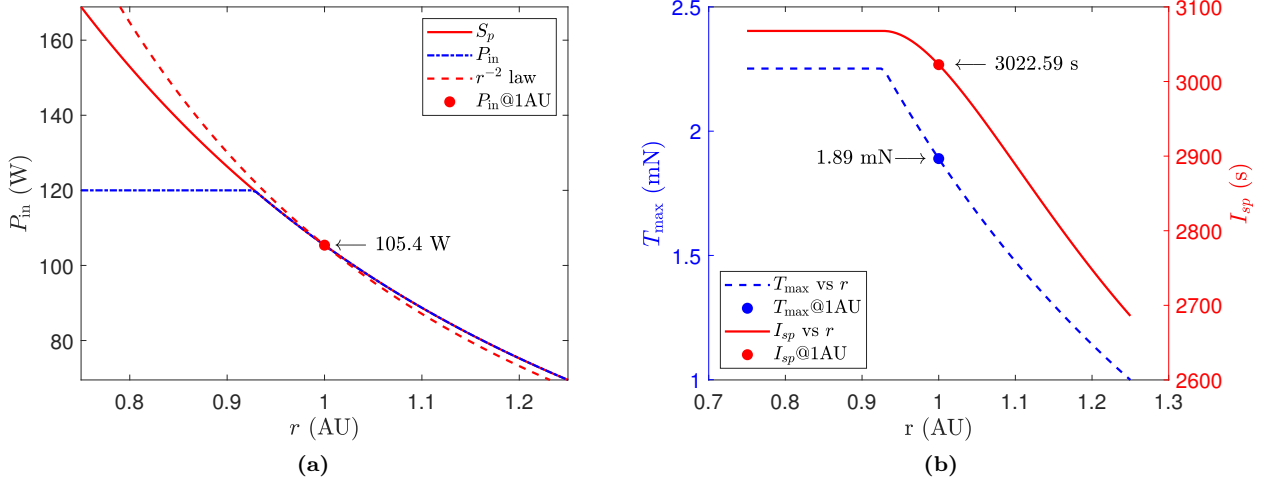 160
140
120
100
80
0.8
0.9
1
1.1
1.2
P_in (W)
r (AU)
S_p
P_in
r^−2 law
P_in@1AU
105.4 W
(a)
2.5
2
1.5
1
T_max (mN)
3100
3000
2900
2800
2700
2600
I_sp (s)
0.7
0.8
0.9
1
1.1
1.2
1.3
r (AU)
3022.59 s
1.89 mN
T_max vs r
T_max@1AU
I_sp vs r
I_sp@1AU
(b)